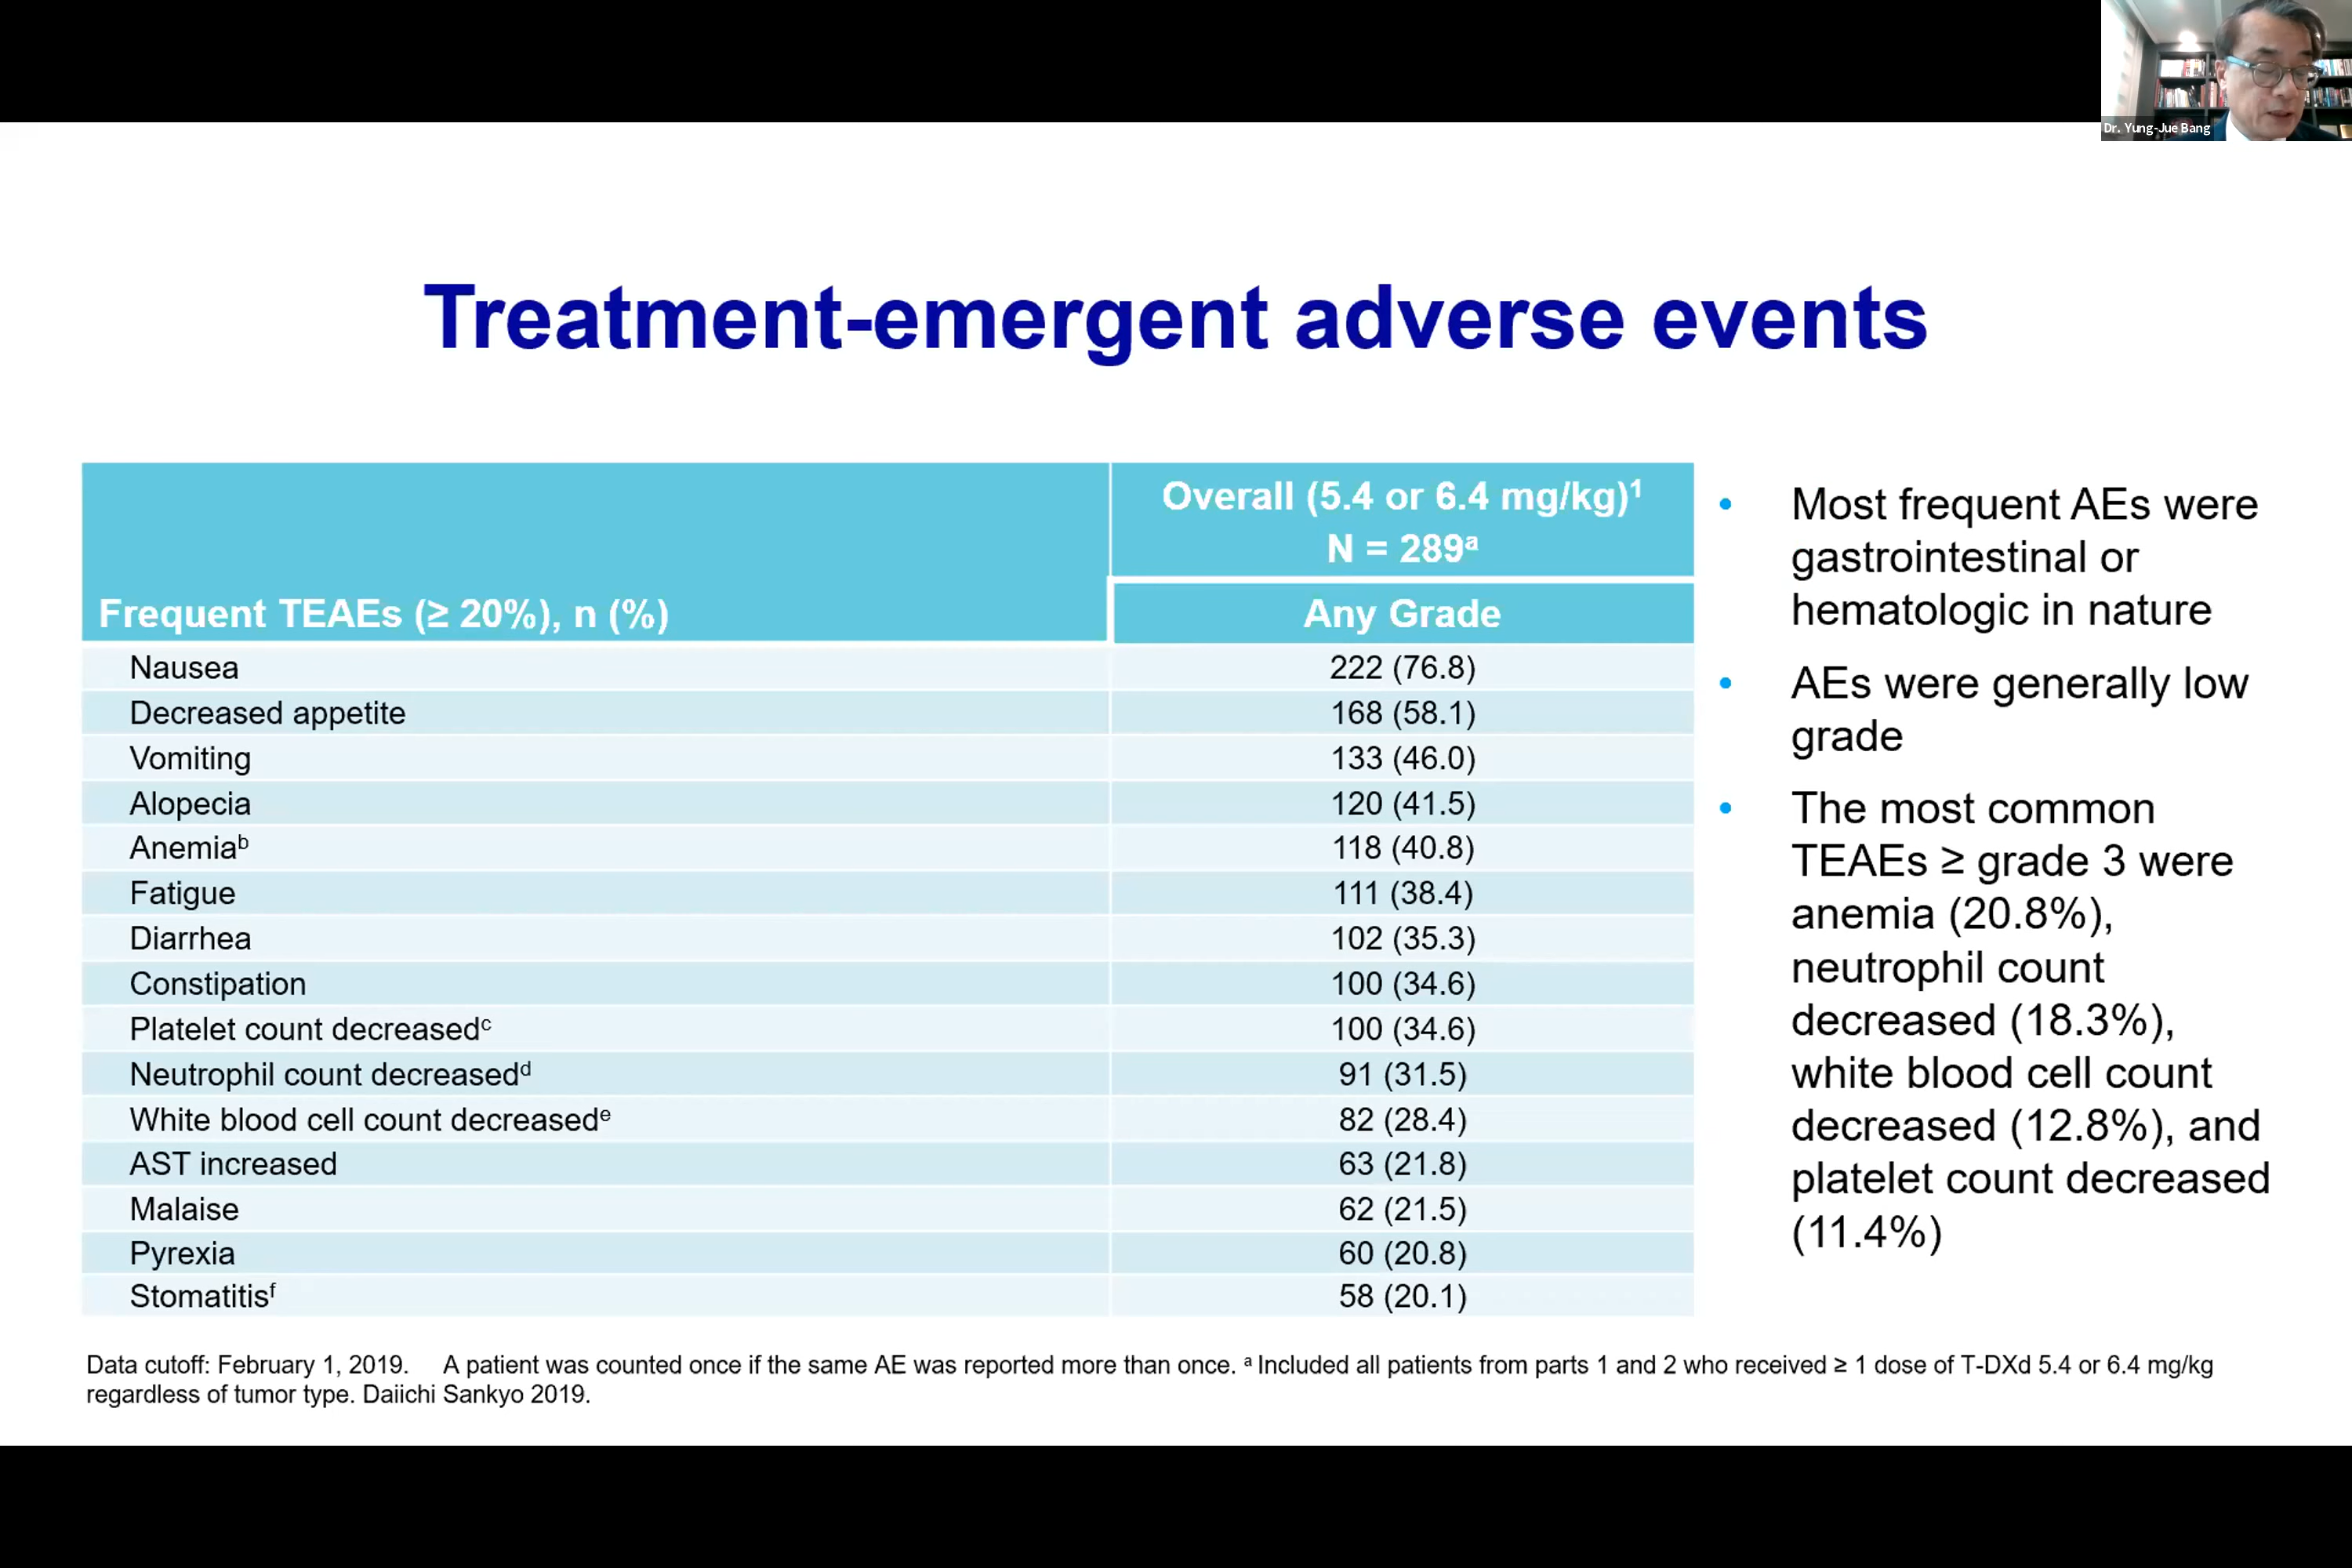 Dr. Yung-Jue Bang
Treatment-emergent adverse events
Overall (5.4 or 6.4 mg/kg)¹
N = 289ᵃ
Frequent TEAEs (≥ 20%), n (%) Any Grade
Nausea 222 (76.8)
Decreased appetite 168 (58.1)
Vomiting 133 (46.0)
Alopecia 120 (41.5)
Anemiaᵇ 118 (40.8)
Fatigue 111 (38.4)
Diarrhea 102 (35.3)
Constipation 100 (34.6)
Platelet count decreasedᶜ 100 (34.6)
Neutrophil count decreasedᵈ 91 (31.5)
White blood cell count decreasedᵉ 82 (28.4)
AST increased 63 (21.8)
Malaise 62 (21.5)
Pyrexia 60 (20.8)
Stomatitisᶠ 58 (20.1)
• Most frequent AEs were
gastrointestinal or
hematologic in nature
• AEs were generally low
grade
• The most common
TEAEs ≥ grade 3 were
anemia (20.8%),
neutrophil count
decreased (18.3%),
white blood cell count
decreased (12.8%), and
platelet count decreased
(11.4%)
Data cutoff: February 1, 2019. A patient was counted once if the same AE was reported more than once. ᵃ Included all patients from parts 1 and 2 who received ≥ 1 dose of T-DXd 5.4 or 6.4 mg/kg
regardless of tumor type. Daiichi Sankyo 2019.